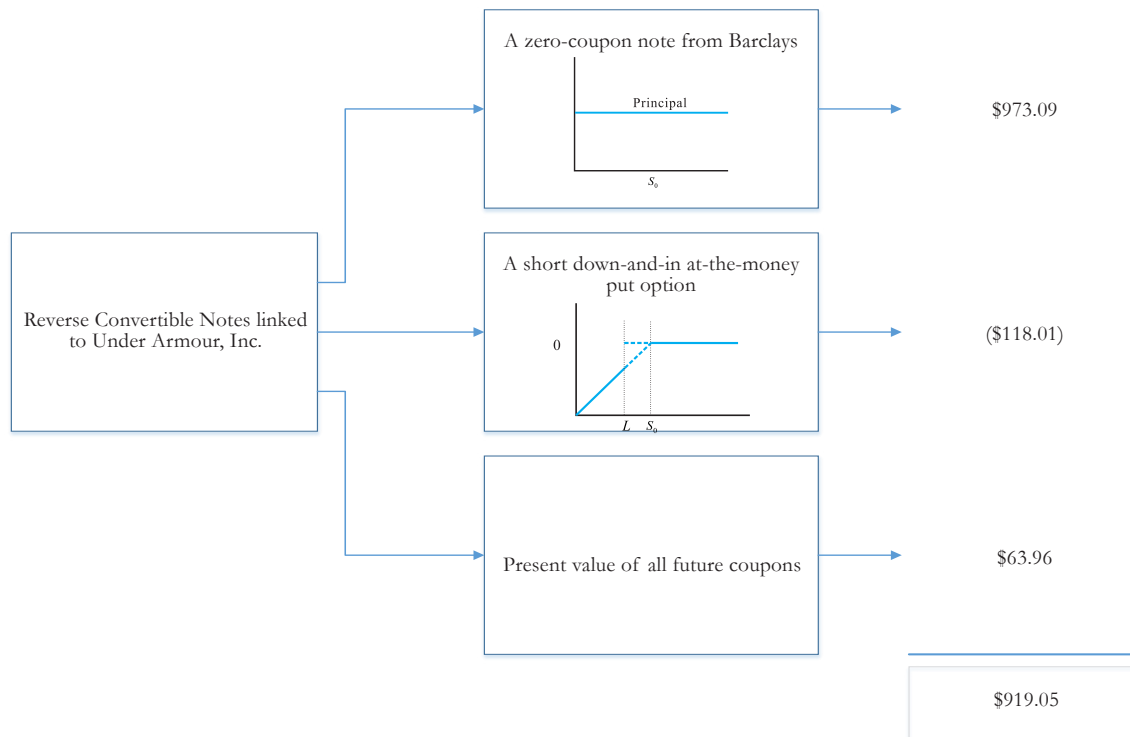 A zero-coupon note from Barclays
Principal
S₀
$973.09
Reverse Convertible Notes linked
to Under Armour, Inc.
A short down-and-in at-the-money
put option
0
L S₀
($118.01)
Present value of all future coupons
$63.96
$919.05